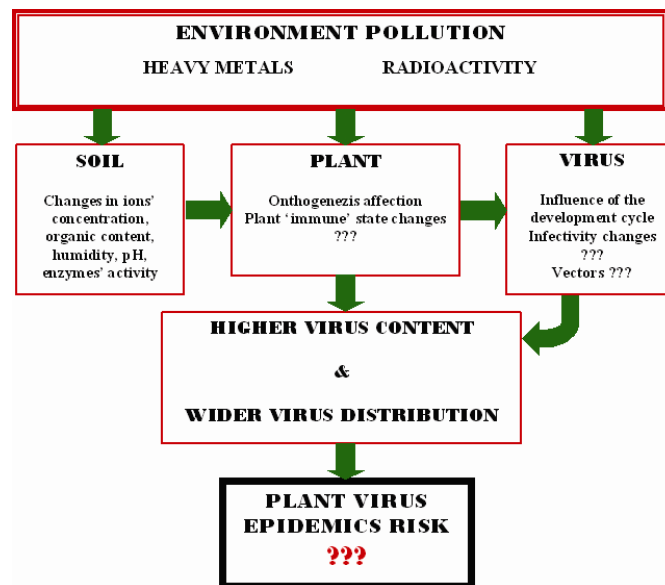 ENVIRONMENT POLLUTION
HEAVY METALS RADIOACTIVITY
SOIL
Changes in ions'
concentration,
organic content,
humidity, pH,
enzymes' activity
PLANT
Onthogenezis affection
Plant 'immune' state changes
???
VIRUS
Influence of the
development cycle
Infectivity changes
???
Vectors ???
HIGHER VIRUS CONTENT
&
WIDER VIRUS DISTRIBUTION
PLANT VIRUS
EPIDEMICS RISK
???